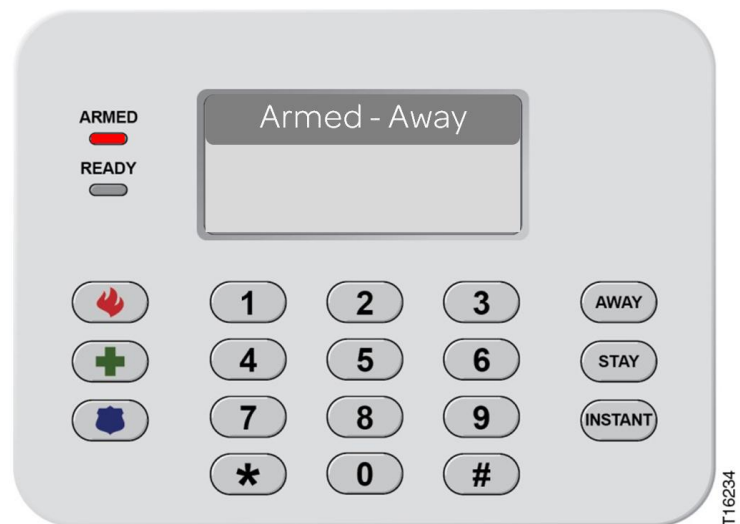 ARMED
Armed - Away
READY
1 2 3 AWAY
4 5 6 STAY
7 8 9 INSTANT
* 0 #
T16234